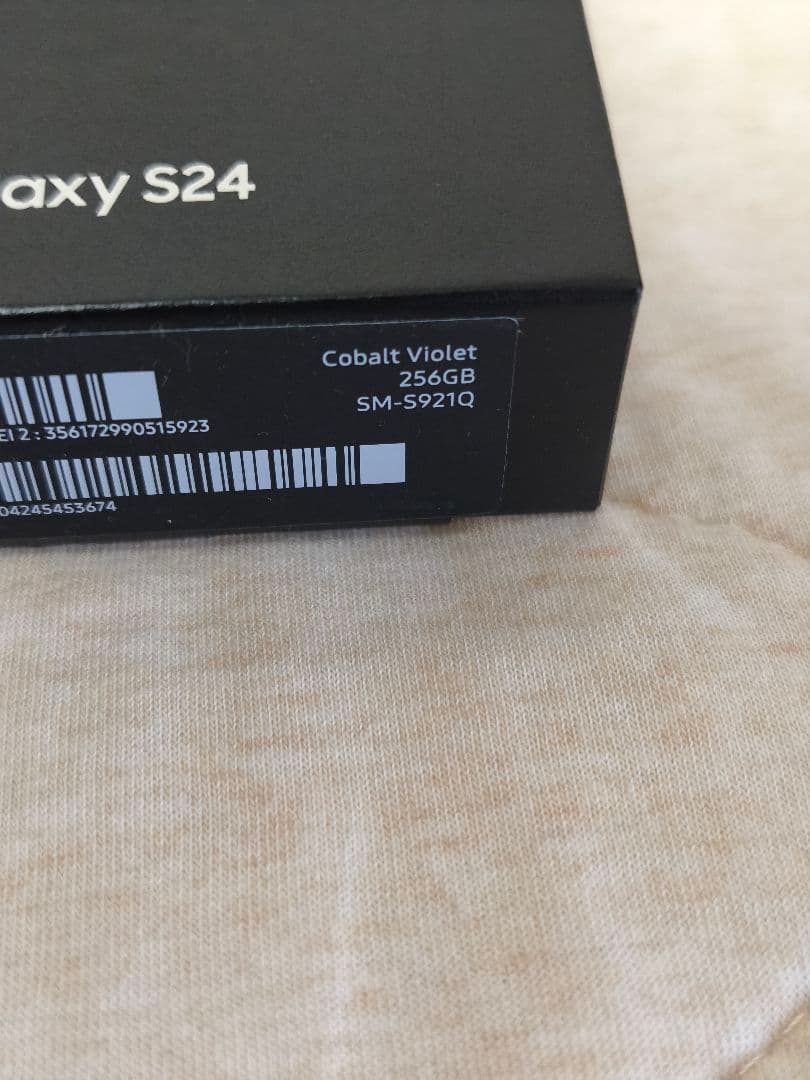 axy S24
Cobalt Violet
256GB
SM-S921Q
EI 2 : 356172990515923
04245453674